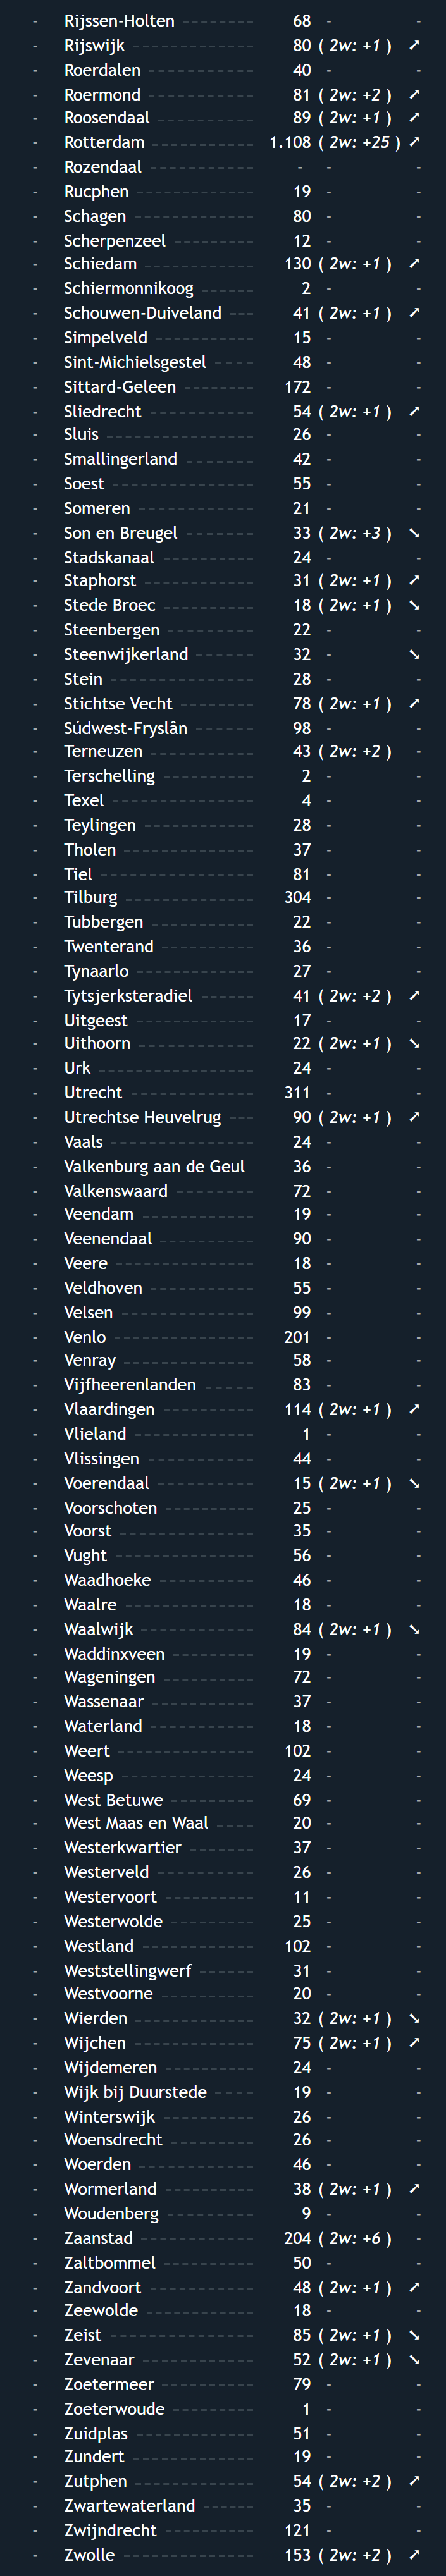 - Rijssen-Holten 68 - -
- Rijswijk 80 ( 2w: +1 ) ↗
- Roerdalen 40 - -
- Roermond 81 ( 2w: +2 ) ↗
- Roosendaal 89 ( 2w: +1 ) ↗
- Rotterdam 1.108 ( 2w: +25 ) ↗
- Rozendaal - - -
- Rucphen 19 - -
- Schagen 80 - -
- Scherpenzeel 12 - -
- Schiedam 130 ( 2w: +1 ) ↗
- Schiermonnikoog 2 - -
- Schouwen-Duiveland 41 ( 2w: +1 ) ↗
- Simpelveld 15 - -
- Sint-Michielsgestel 48 - -
- Sittard-Geleen 172 - -
- Sliedrecht 54 ( 2w: +1 ) ↗
- Sluis 26 - -
- Smallingerland 42 - -
- Soest 55 - -
- Someren 21 - -
- Son en Breugel 33 ( 2w: +3 ) ↘
- Stadskanaal 24 - -
- Staphorst 31 ( 2w: +1 ) ↗
- Stede Broec 18 ( 2w: +1 ) ↘
- Steenbergen 22 - -
- Steenwijkerland 32 - ↘
- Stein 28 - -
- Stichtse Vecht 78 ( 2w: +1 ) ↗
- Súdwest-Fryslân 98 - -
- Terneuzen 43 ( 2w: +2 ) -
- Terschelling 2 - -
- Texel 4 - -
- Teylingen 28 - -
- Tholen 37 - -
- Tiel 81 - -
- Tilburg 304 - -
- Tubbergen 22 - -
- Twenterand 36 - -
- Tynaarlo 27 - -
- Tytsjerksteradiel 41 ( 2w: +2 ) ↗
- Uitgeest 17 - -
- Uithoorn 22 ( 2w: +1 ) ↘
- Urk 24 - -
- Utrecht 311 - -
- Utrechtse Heuvelrug 90 ( 2w: +1 ) ↗
- Vaals 24 - -
- Valkenburg aan de Geul 36 - -
- Valkenswaard 72 - -
- Veendam 19 - -
- Veenendaal 90 - -
- Veere 18 - -
- Veldhoven 55 - -
- Velsen 99 - -
- Venlo 201 - -
- Venray 58 - -
- Vijfheerenlanden 83 - -
- Vlaardingen 114 ( 2w: +1 ) ↗
- Vlieland 1 - -
- Vlissingen 44 - -
- Voerendaal 15 ( 2w: +1 ) ↘
- Voorschoten 25 - -
- Voorst 35 - -
- Vught 56 - -
- Waadhoeke 46 - -
- Waalre 18 - -
- Waalwijk 84 ( 2w: +1 ) ↘
- Waddinxveen 19 - -
- Wageningen 72 - -
- Wassenaar 37 - -
- Waterland 18 - -
- Weert 102 - -
- Weesp 24 - -
- West Betuwe 69 - -
- West Maas en Waal 20 - -
- Westerkwartier 37 - -
- Westerveld 26 - -
- Westervoort 11 - -
- Westerwolde 25 - -
- Westland 102 - -
- Weststellingwerf 31 - -
- Westvoorne 20 - -
- Wierden 32 ( 2w: +1 ) ↘
- Wijchen 75 ( 2w: +1 ) ↗
- Wijdemeren 24 - -
- Wijk bij Duurstede 19 - -
- Winterswijk 26 - -
- Woensdrecht 26 - -
- Woerden 46 - -
- Wormerland 38 ( 2w: +1 ) ↗
- Woudenberg 9 - -
- Zaanstad 204 ( 2w: +6 ) -
- Zaltbommel 50 - -
- Zandvoort 48 ( 2w: +1 ) ↗
- Zeewolde 18 - -
- Zeist 85 ( 2w: +1 ) ↘
- Zevenaar 52 ( 2w: +1 ) ↘
- Zoetermeer 79 - -
- Zoeterwoude 1 - -
- Zuidplas 51 - -
- Zundert 19 - -
- Zutphen 54 ( 2w: +2 ) ↗
- Zwartewaterland 35 - -
- Zwijndrecht 121 - -
- Zwolle 153 ( 2w: +2 ) ↗